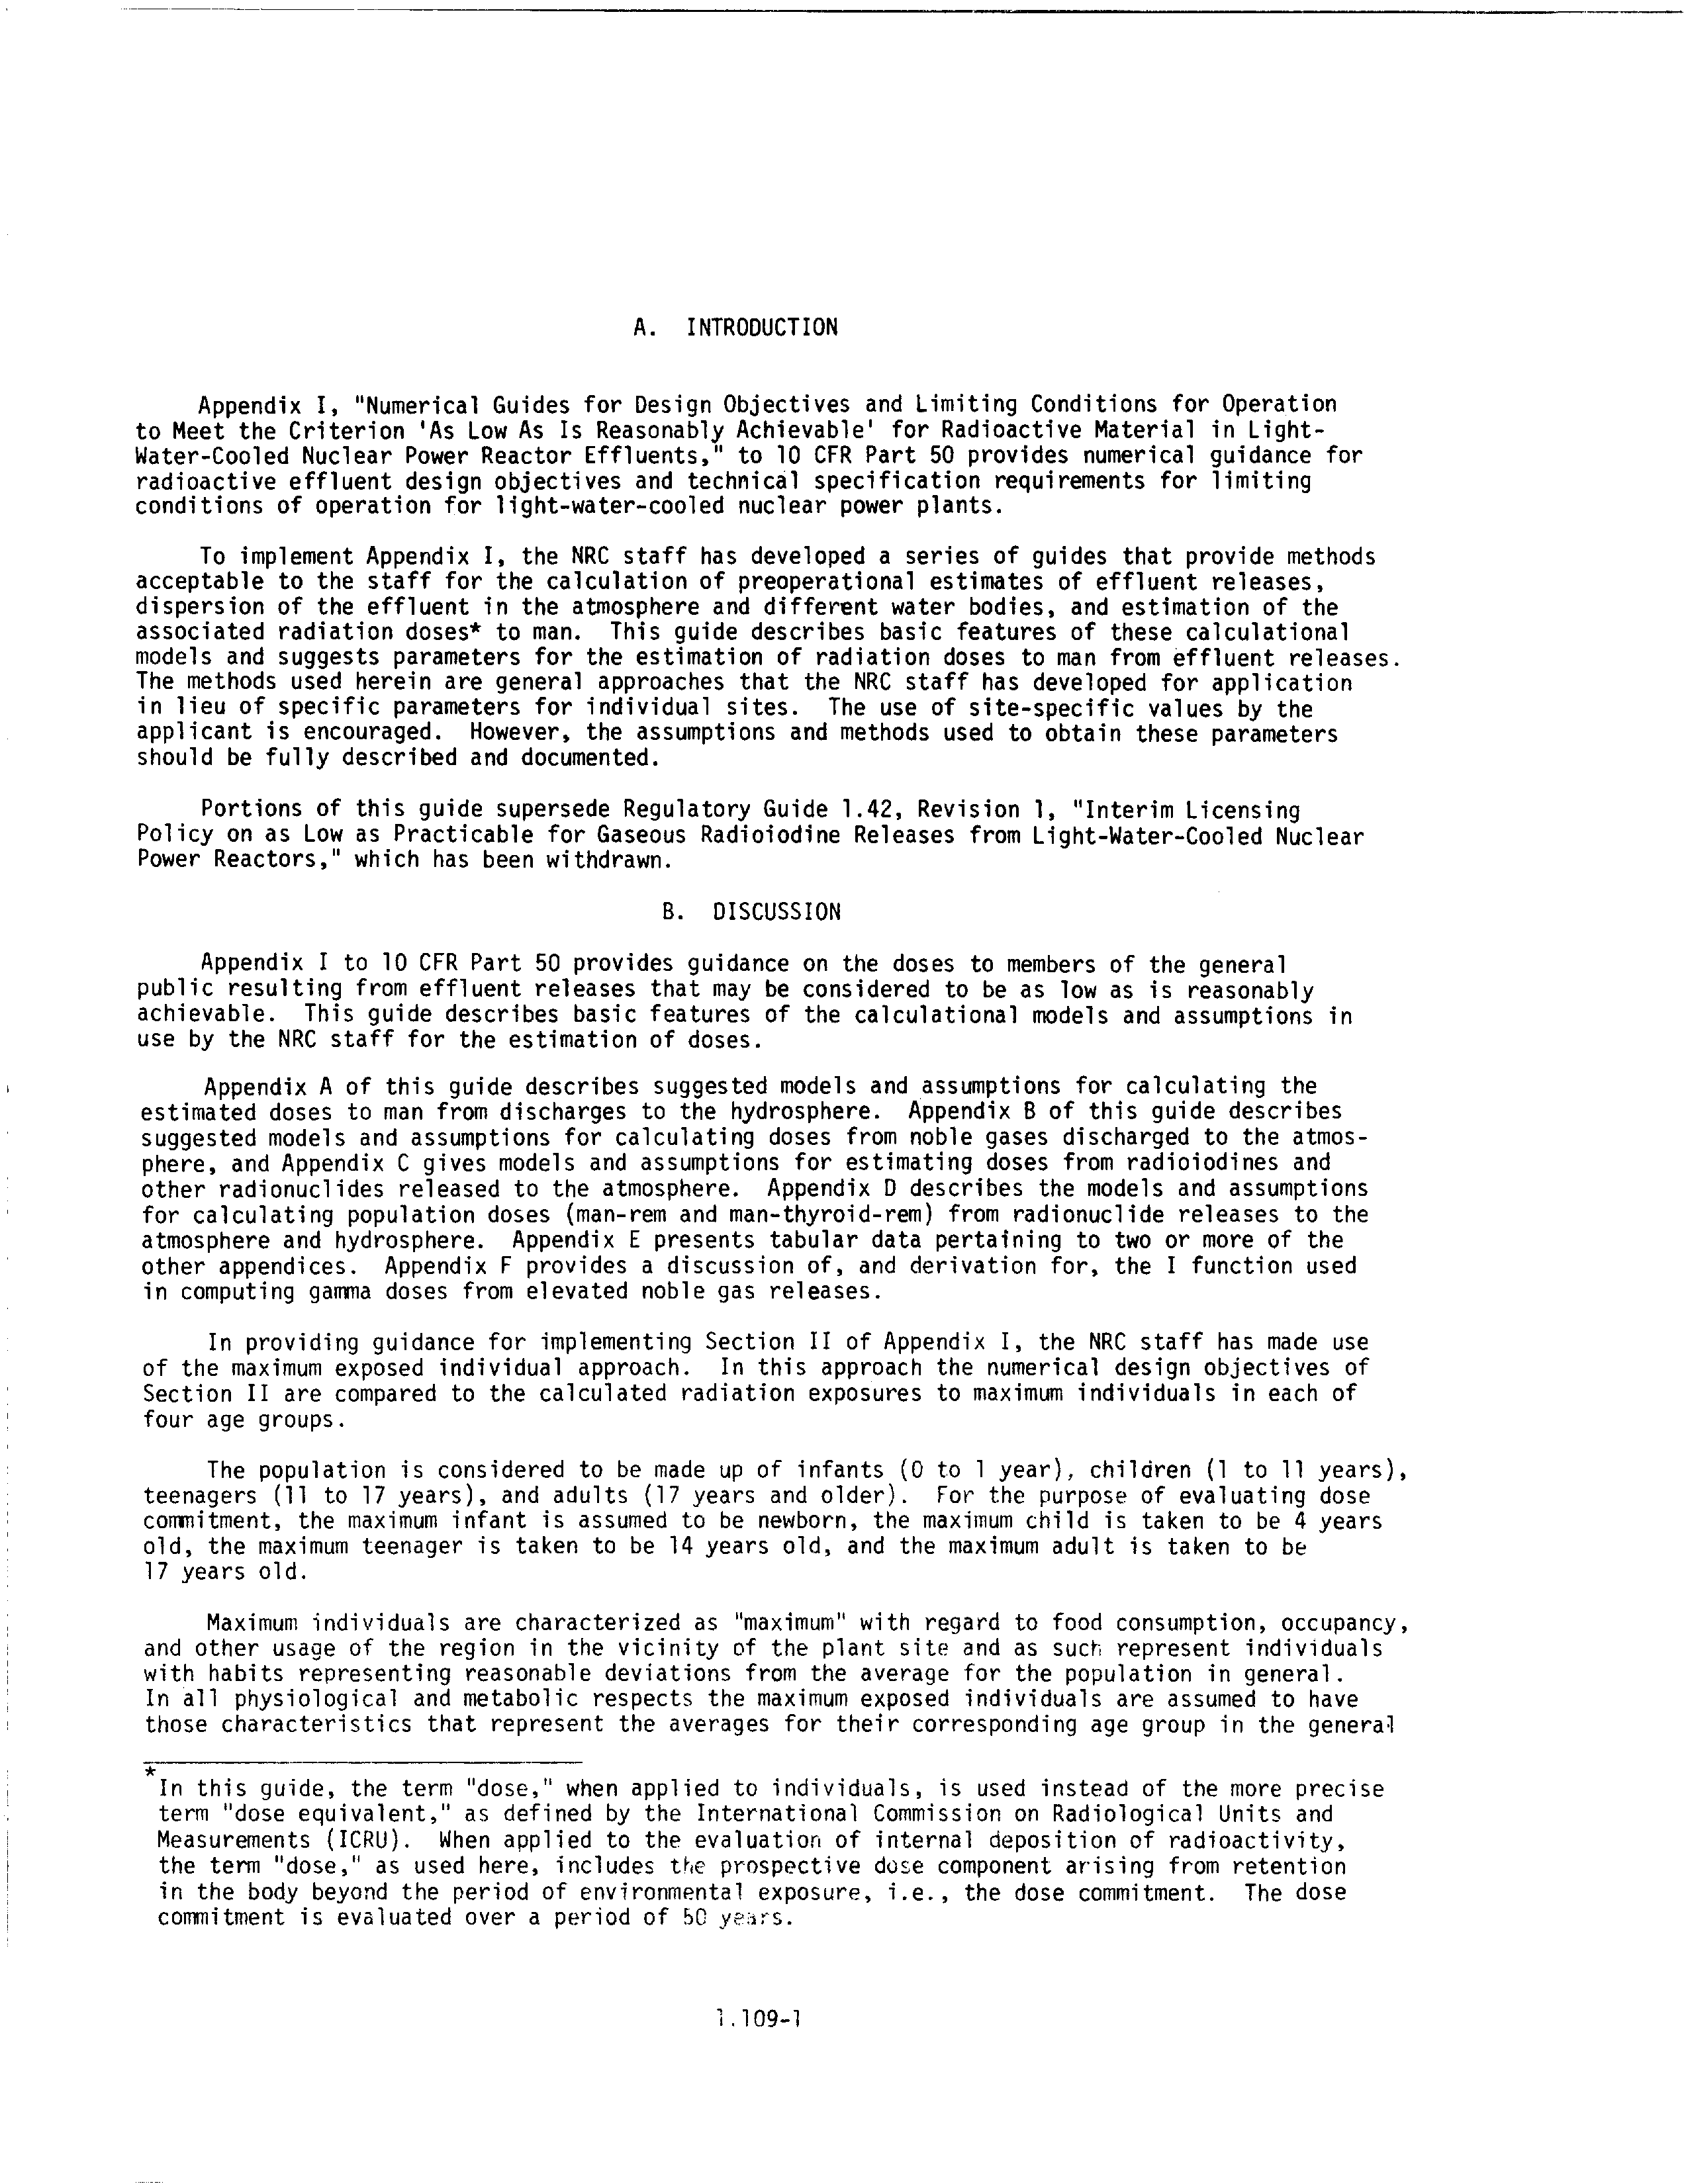 A. INTRODUCTION
Appendix I, "Numerical Guides for Design Objectives and Limiting Conditions for Operation
to Meet the Criterion 'As Low As Is Reasonably Achievable' for Radioactive Material in Light-
Water-Cooled Nuclear Power Reactor Effluents," to 10 CFR Part 50 provides numerical guidance for
radioactive effluent design objectives and technical specification requirements for limiting
conditions of operation for light-water-cooled nuclear power plants.
To implement Appendix I, the NRC staff has developed a series of guides that provide methods
acceptable to the staff for the calculation of preoperational estimates of effluent releases,
dispersion of the effluent in the atmosphere and different water bodies, and estimation of the
associated radiation doses* to man. This guide describes basic features of these calculational
models and suggests parameters for the estimation of radiation doses to man from effluent releases.
The methods used herein are general approaches that the NRC staff has developed for application
in lieu of specific parameters for individual sites. The use of site-specific values by the
applicant is encouraged. However, the assumptions and methods used to obtain these parameters
should be fully described and documented.
Portions of this guide supersede Regulatory Guide 1.42, Revision 1, "Interim Licensing
Policy on as Low as Practicable for Gaseous Radioiodine Releases from Light-Water-Cooled Nuclear
Power Reactors," which has been withdrawn.
B. DISCUSSION
Appendix I to 10 CFR Part 50 provides guidance on the doses to members of the general
public resulting from effluent releases that may be considered to be as low as is reasonably
achievable. This guide describes basic features of the calculational models and assumptions in
use by the NRC staff for the estimation of doses.
Appendix A of this guide describes suggested models and assumptions for calculating the
estimated doses to man from discharges to the hydrosphere. Appendix B of this guide describes
suggested models and assumptions for calculating doses from noble gases discharged to the atmos-
phere, and Appendix C gives models and assumptions for estimating doses from radioiodines and
other radionuclides released to the atmosphere. Appendix D describes the models and assumptions
for calculating population doses (man-rem and man-thyroid-rem) from radionuclide releases to the
atmosphere and hydrosphere. Appendix E presents tabular data pertaining to two or more of the
other appendices. Appendix F provides a discussion of, and derivation for, the I function used
in computing gamma doses from elevated noble gas releases.
In providing guidance for implementing Section II of Appendix I, the NRC staff has made use
of the maximum exposed individual approach. In this approach the numerical design objectives of
Section II are compared to the calculated radiation exposures to maximum individuals in each of
four age groups.
The population is considered to be made up of infants (0 to 1 year), children (1 to 11 years),
teenagers (11 to 17 years), and adults (17 years and older). For the purpose of evaluating dose
commitment, the maximum infant is assumed to be newborn, the maximum child is taken to be 4 years
old, the maximum teenager is taken to be 14 years old, and the maximum adult is taken to be
17 years old.
Maximum individuals are characterized as "maximum" with regard to food consumption, occupancy,
and other usage of the region in the vicinity of the plant site and as such represent individuals
with habits representing reasonable deviations from the average for the population in general.
In all physiological and metabolic respects the maximum exposed individuals are assumed to have
those characteristics that represent the averages for their corresponding age group in the general
*
In this guide, the term "dose," when applied to individuals, is used instead of the more precise
term "dose equivalent," as defined by the International Commission on Radiological Units and
Measurements (ICRU). When applied to the evaluation of internal deposition of radioactivity,
the term "dose," as used here, includes the prospective dose component arising from retention
in the body beyond the period of environmental exposure, i.e., the dose commitment. The dose
commitment is evaluated over a period of 50 years.
1.109-1